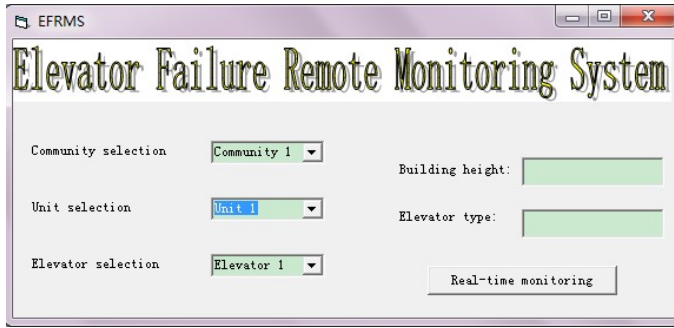 EFRMS
Elevator Failure Remote Monitoring System
Community selection
Community 1
Building height:
Unit selection
Unit 1
Elevator type:
Elevator selection
Elevator 1
Real-time monitoring